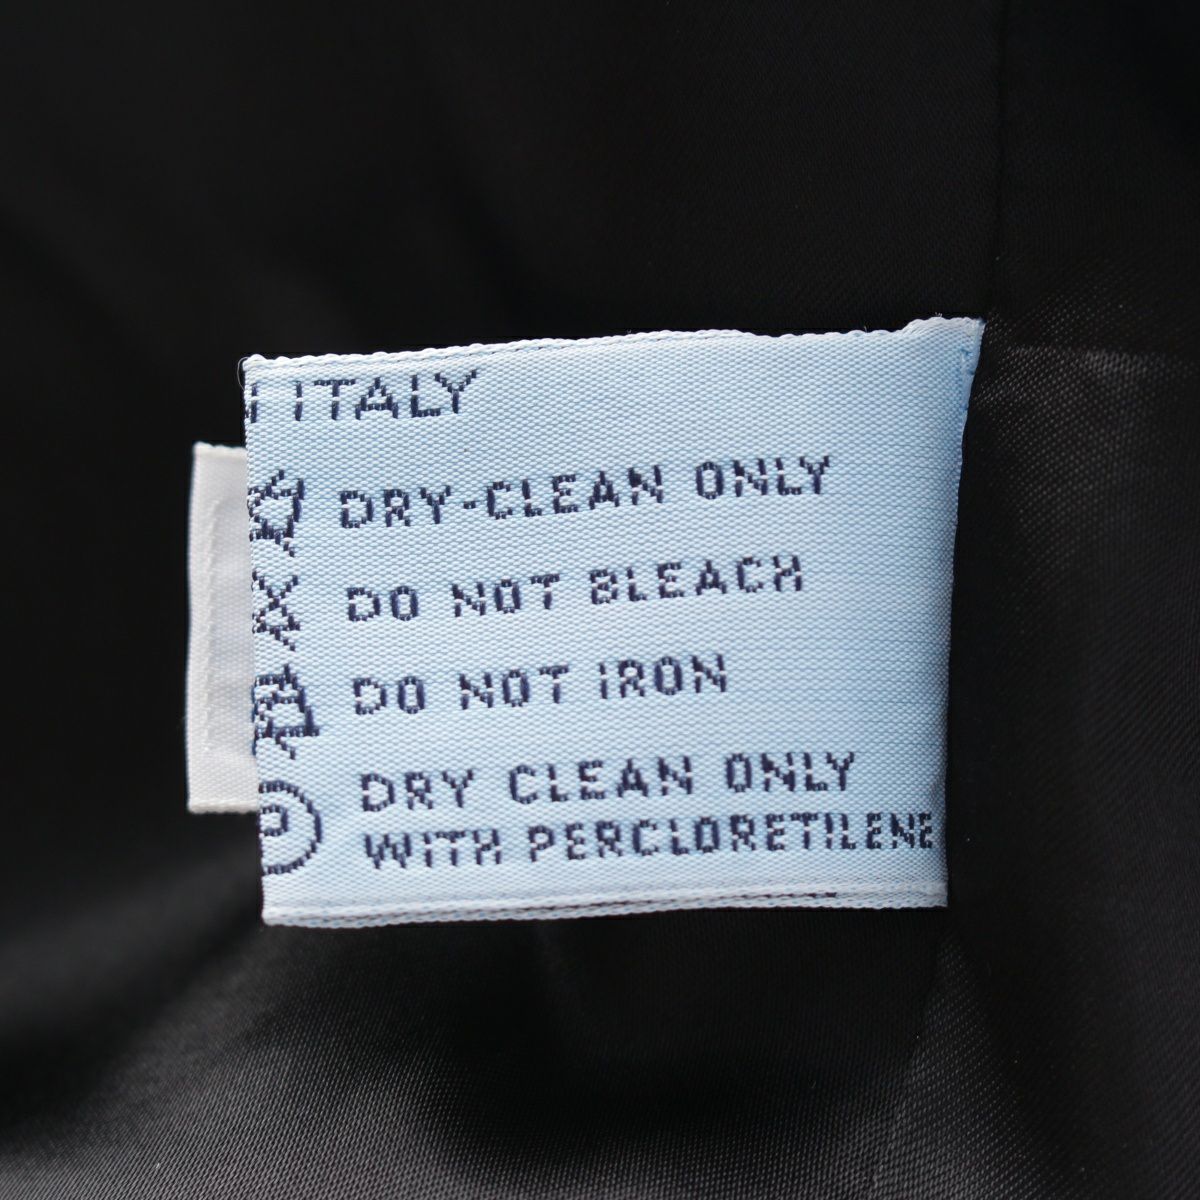 ITALY
DRY-CLEAN ONLY
DO NOT BLEACH
DO NOT IRON
DRY CLEAN ONLY
WITH PERCLORETILENE
P